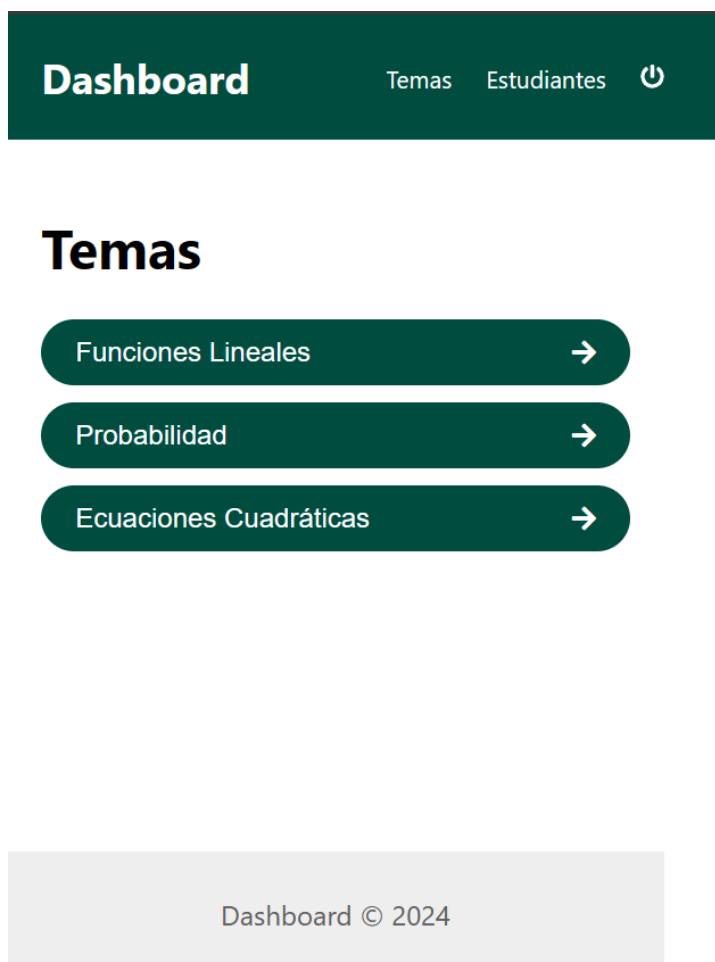 Dashboard Temas Estudiantes
Temas
Funciones Lineales
Probabilidad
Ecuaciones Cuadráticas
Dashboard © 2024